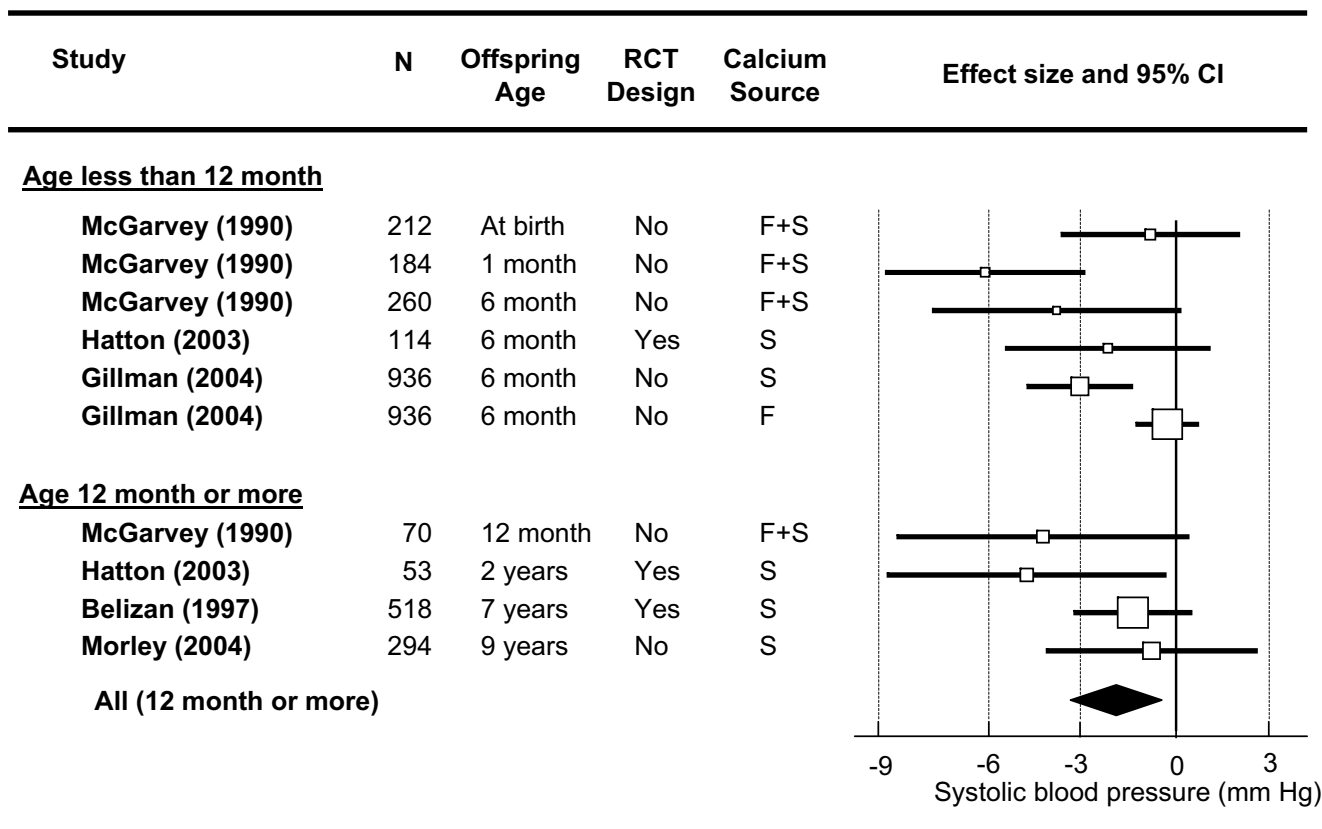 Study N Offspring Age RCT Design Calcium Source Effect size and 95% CI
Age less than 12 month
McGarvey (1990) 212 At birth No F+S
McGarvey (1990) 184 1 month No F+S
McGarvey (1990) 260 6 month No F+S
Hatton (2003) 114 6 month Yes S
Gillman (2004) 936 6 month No S
Gillman (2004) 936 6 month No F
Age 12 month or more
McGarvey (1990) 70 12 month No F+S
Hatton (2003) 53 2 years Yes S
Belizan (1997) 518 7 years Yes S
Morley (2004) 294 9 years No S
All (12 month or more)
-9 -6 -3 0 3
Systolic blood pressure (mm Hg)